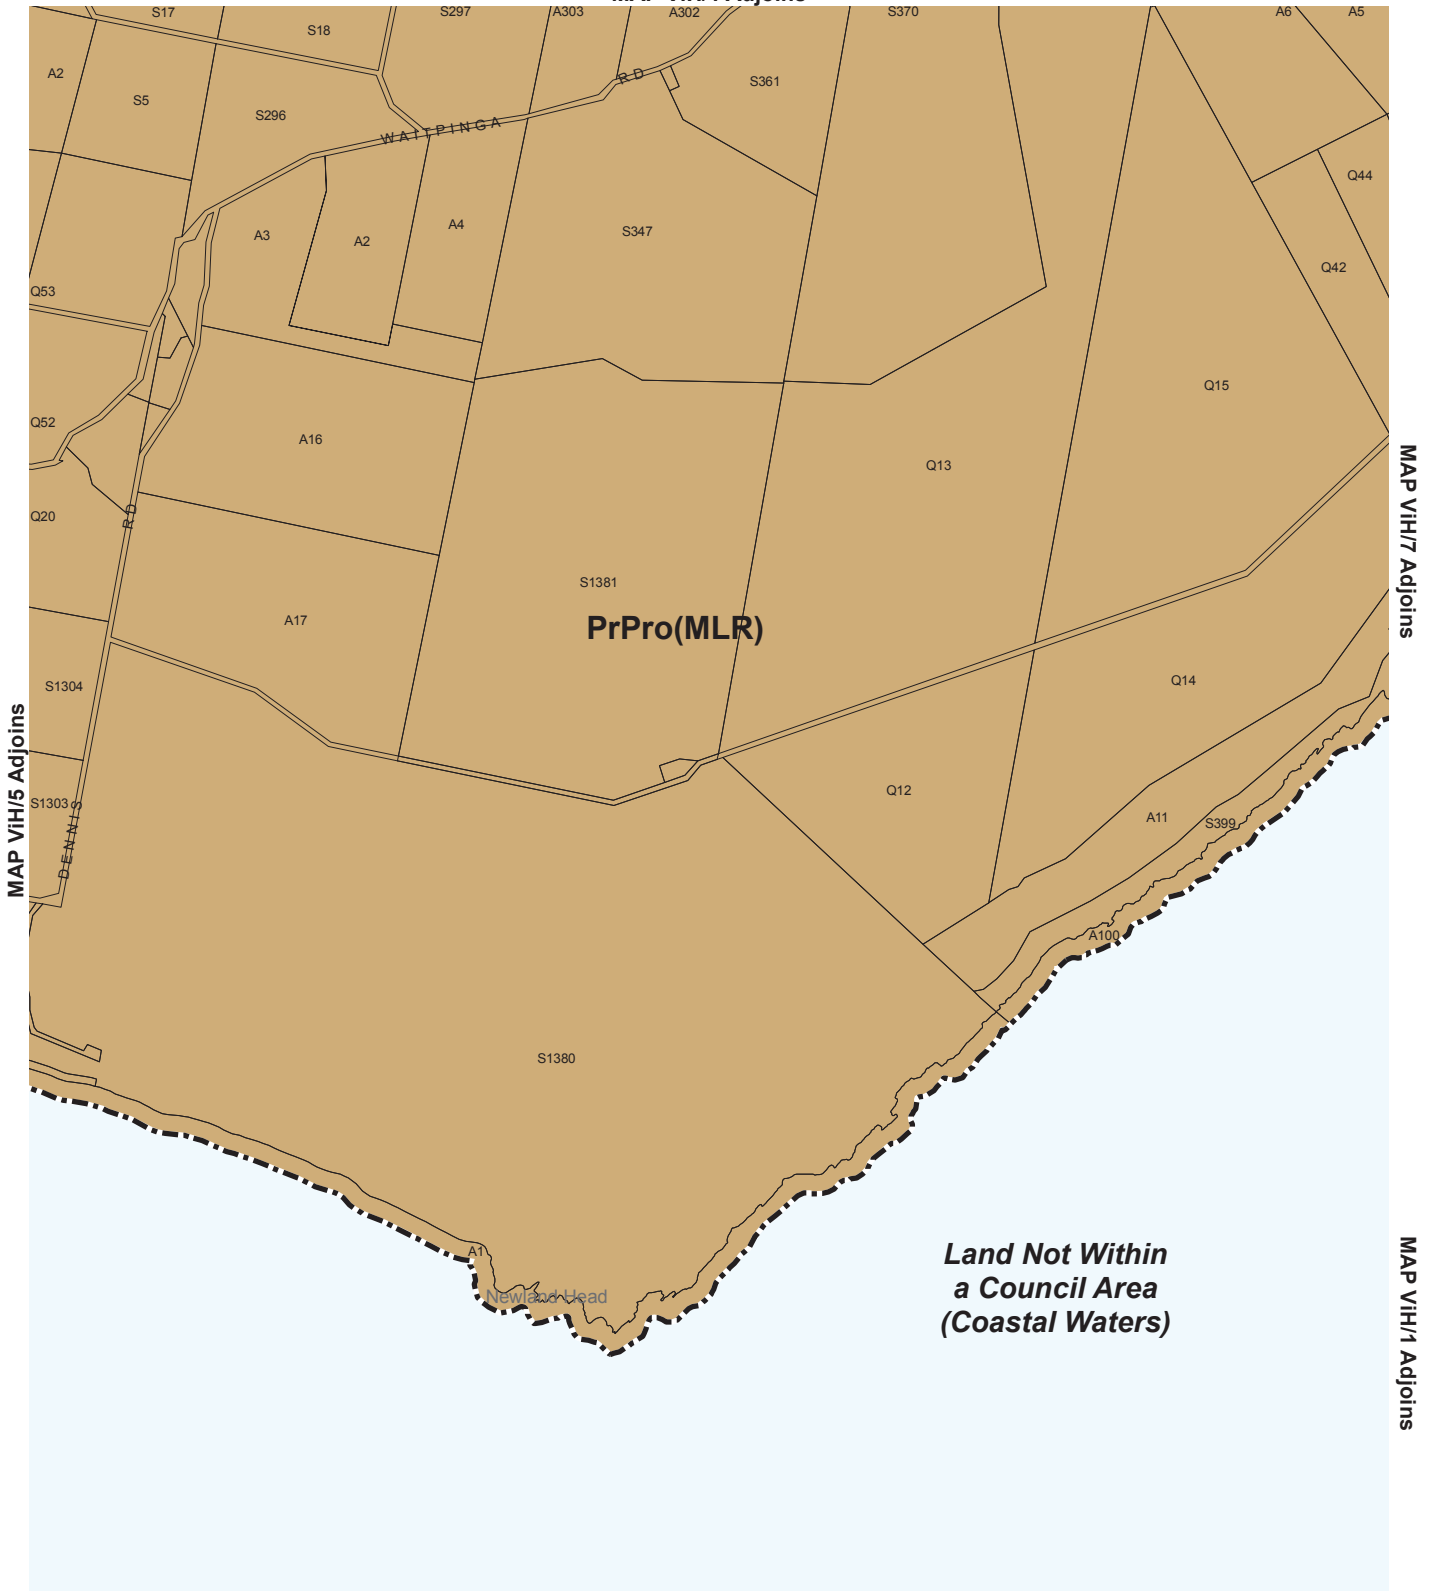 S17
S297
A303
A302
S370
A6
A5
S18
A2
S5
S296
RD
S361
WAITPINGA
Q44
A3
A2
A4
S347
Q42
Q53
Q15
Q52
A16
Q13
Q20
RD
S1381
A17
PrPro(MLR)
MAP ViH/7 Adjoins
S1304
Q14
MAP ViH/5 Adjoins
S1303
DENNIS
Q12
A11
S399
A100
S1380
A1
Newland Head
Land Not Within
a Council Area
(Coastal Waters)
MAP ViH/1 Adjoins